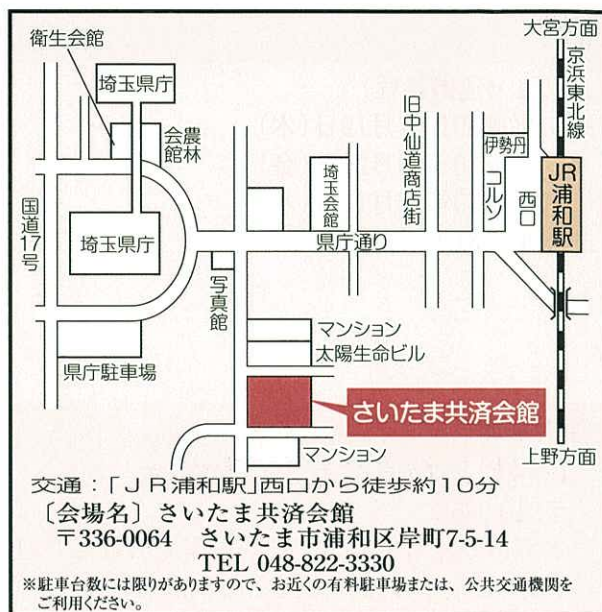 大宮方面
京浜東北線
衛生会館
埼玉県庁
農林会館
旧中仙道商店街
伊勢丹
コルソ
西口
JR浦和駅
埼玉会館
国道17号
埼玉県庁
県庁通り
写真館
マンション
太陽生命ビル
県庁駐車場
さいたま共済会館
マンション
上野方面
交通:「JR浦和駅」西口から徒歩約10分
〔会場名〕さいたま共済会館
〒336-0064 さいたま市浦和区岸町7-5-14
TEL 048-822-3330
※駐車台数には限りがありますので、お近くの有料駐車場または、公共交通機関を
ご利用ください。